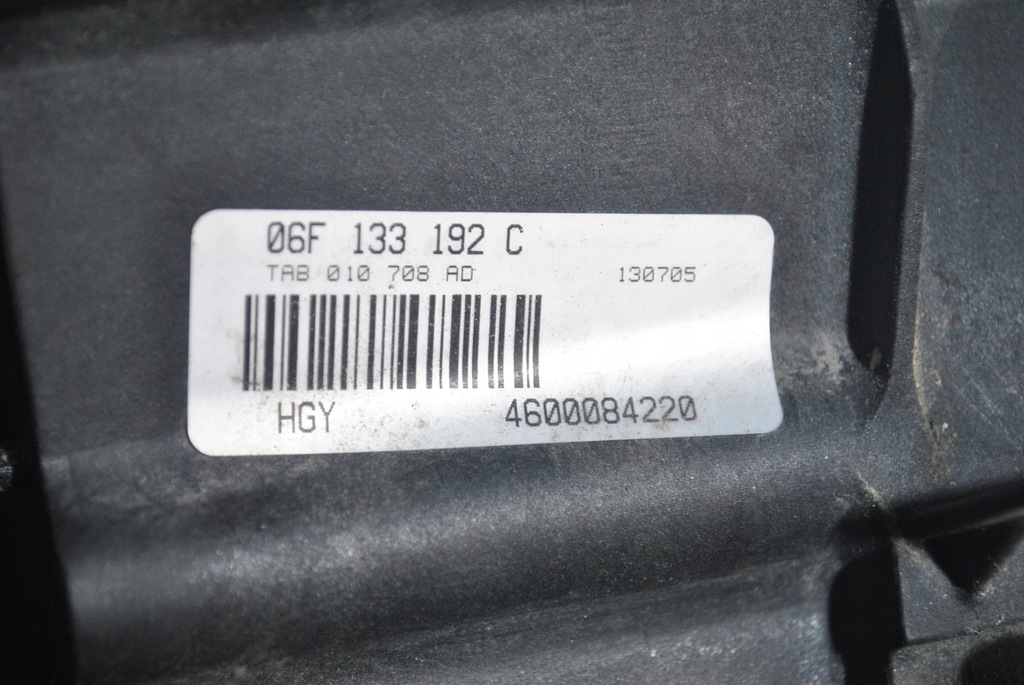 06F 133 192 C
TAB 010 708 AD 130705
HGY 4600084220